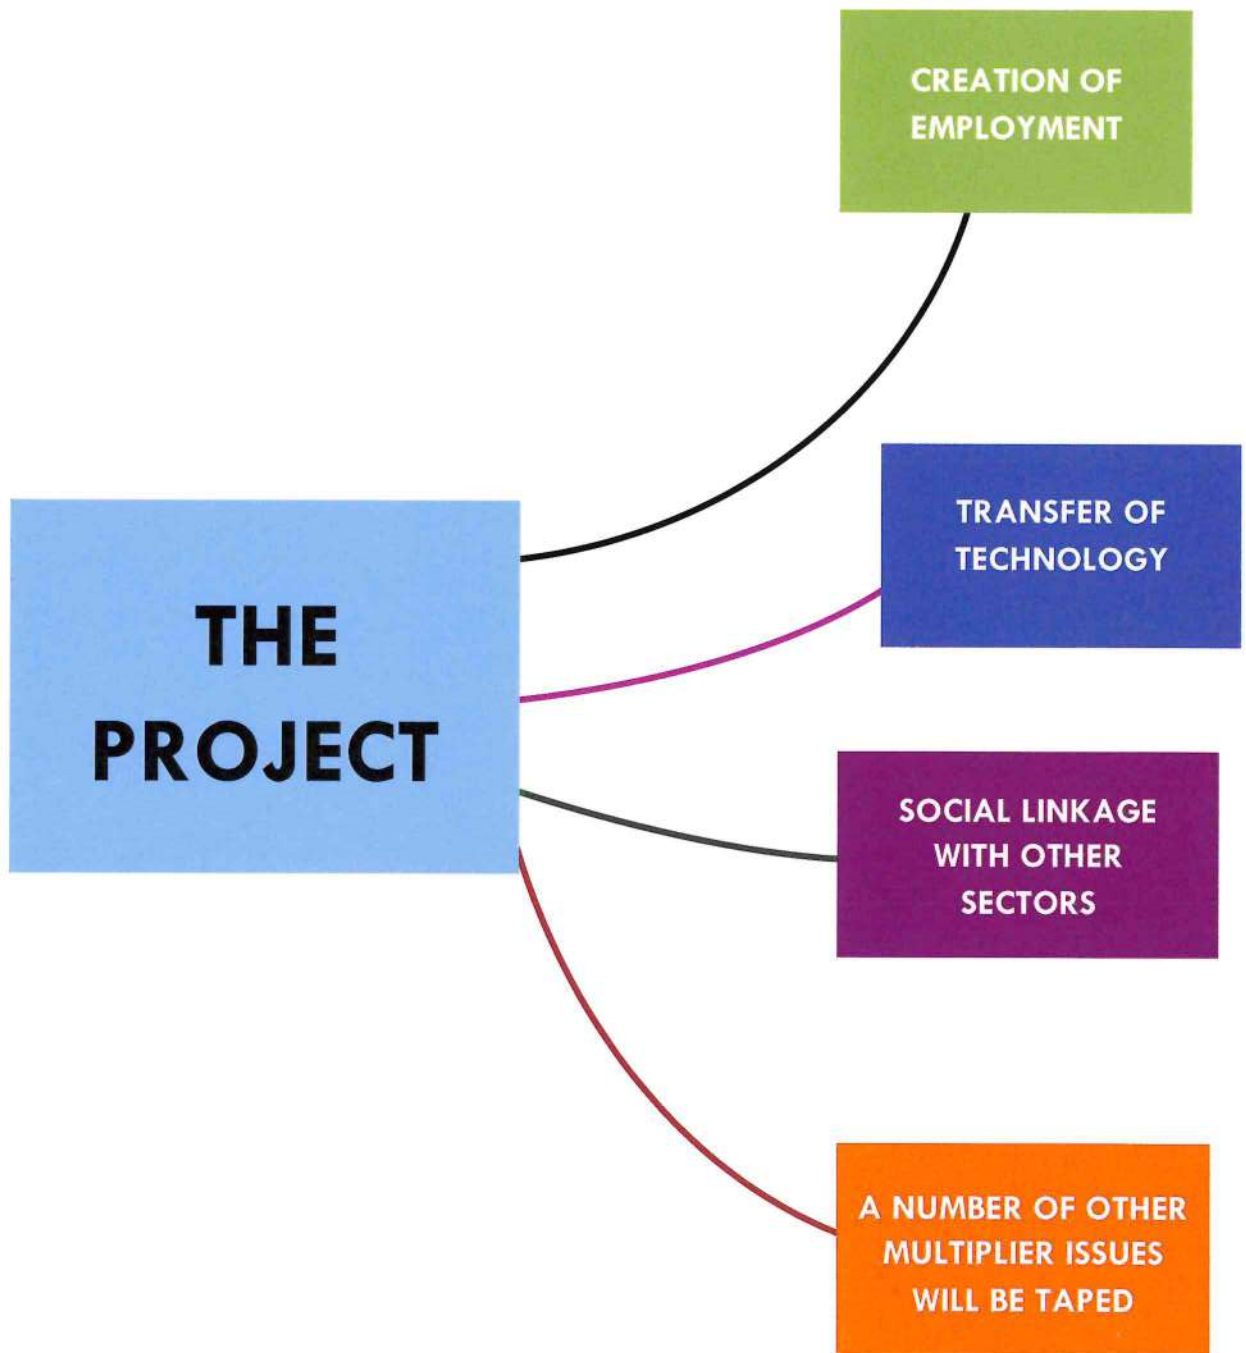 CREATION OF
EMPLOYMENT
TRANSFER OF
TECHNOLOGY
THE
PROJECT
SOCIAL LINKAGE
WITH OTHER
SECTORS
A NUMBER OF OTHER
MULTIPLIER ISSUES
WILL BE TAPED